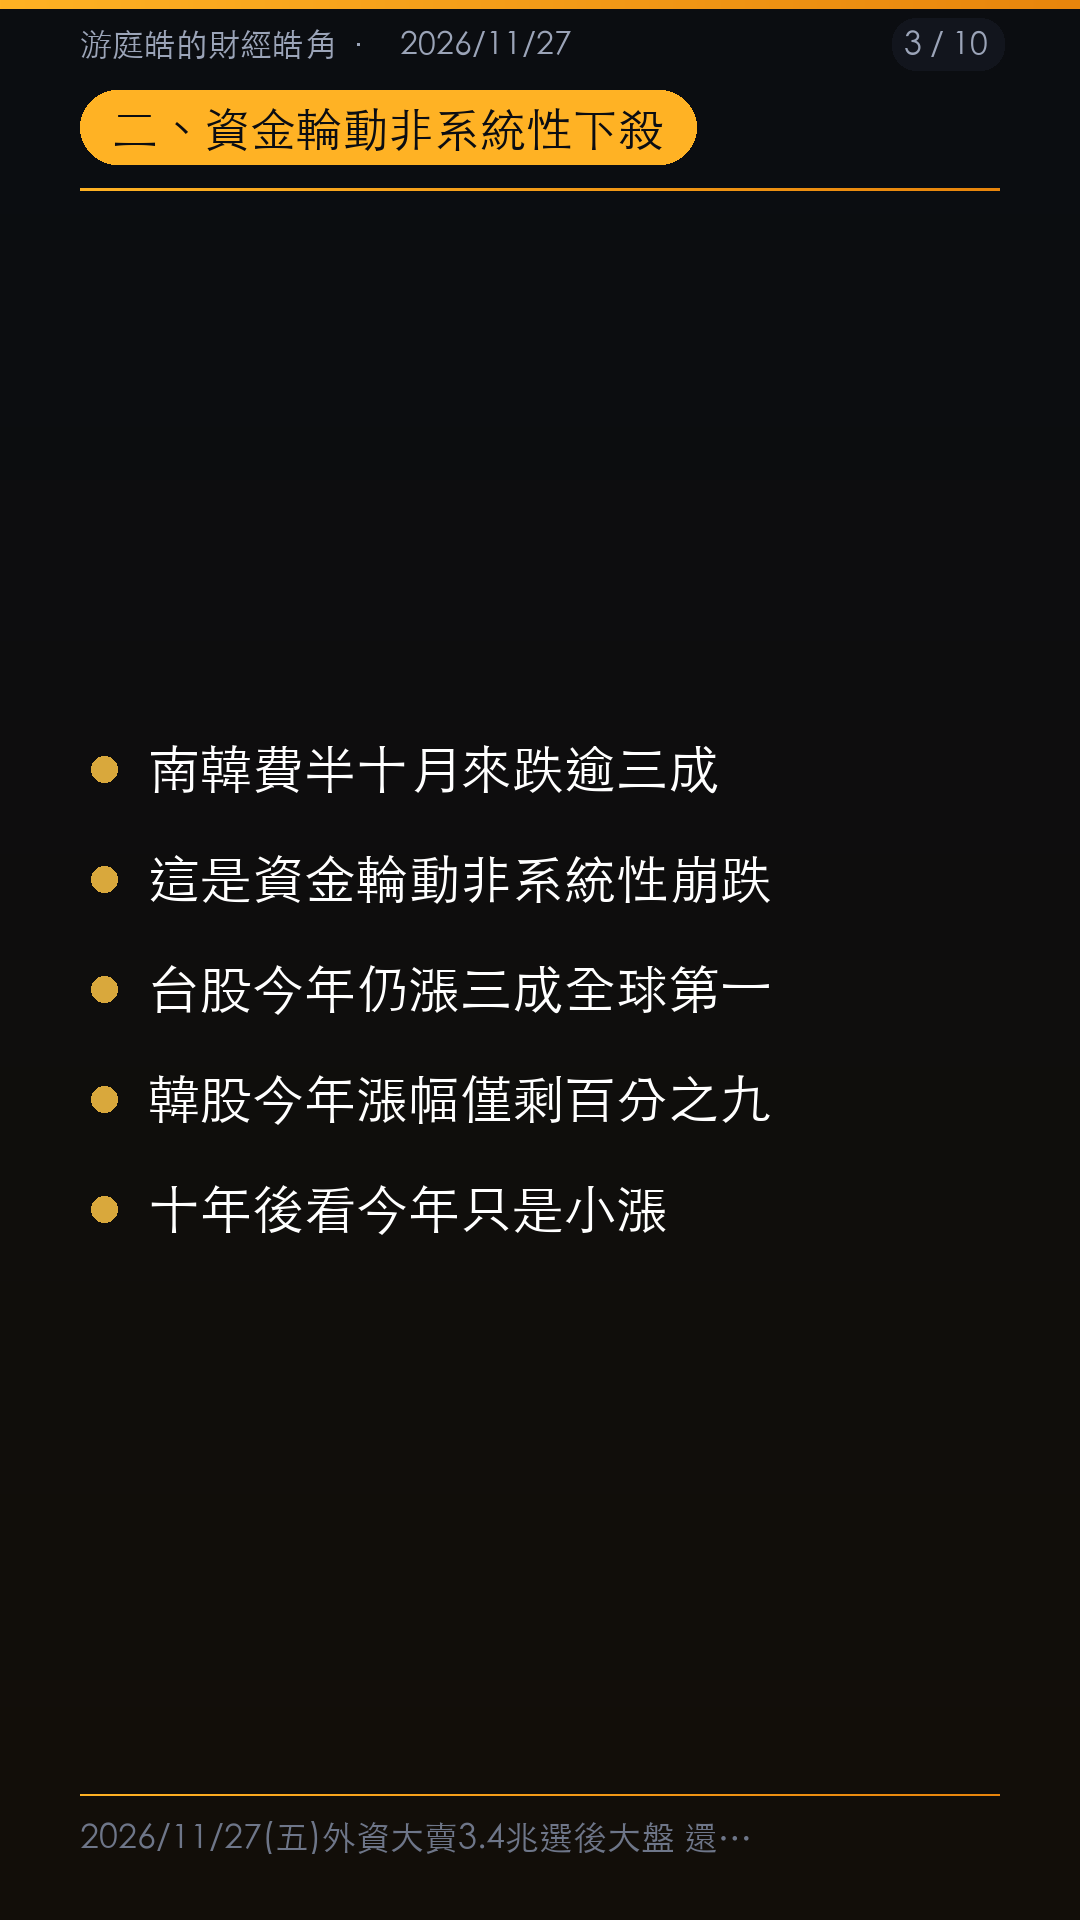 游庭皓的財經皓角 · 2026/11/27
3 / 10
二、資金輪動非系統性下殺
南韓費半十月來跌逾三成
這是資金輪動非系統性崩跌
台股今年仍漲三成全球第一
韓股今年漲幅僅剩百分之九
十年後看今年只是小漲
2026/11/27(五)外資大賣3.4兆選後大盤 還…